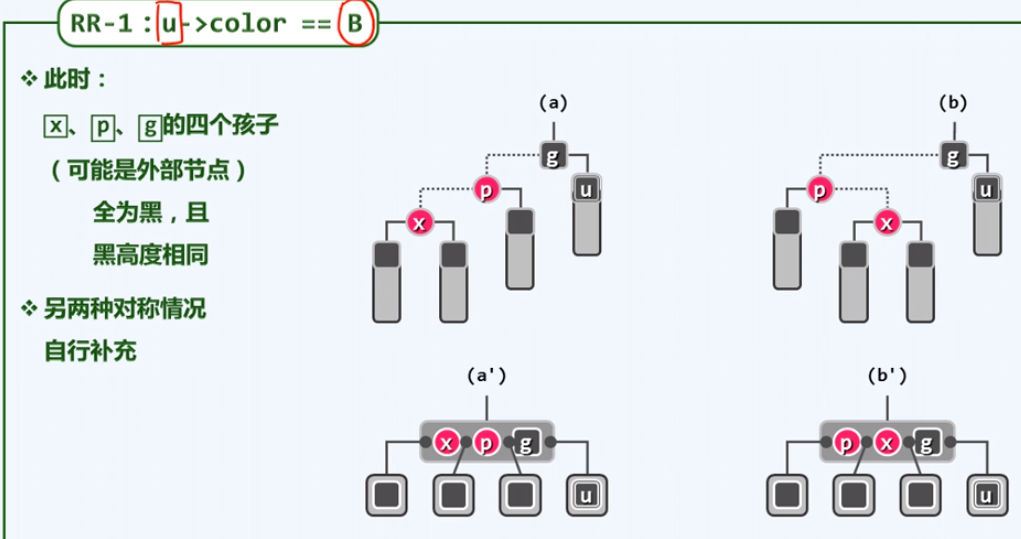 RR-1：u->color == B
❖ 此时：
x、p、g的四个孩子
（可能是外部节点）
全为黑，且
黑高度相同
❖ 另两种对称情况
自行补充
(a)
g
p
u
x
(b)
g
p
u
x
(a')
x p g
u
(b')
p x g
u